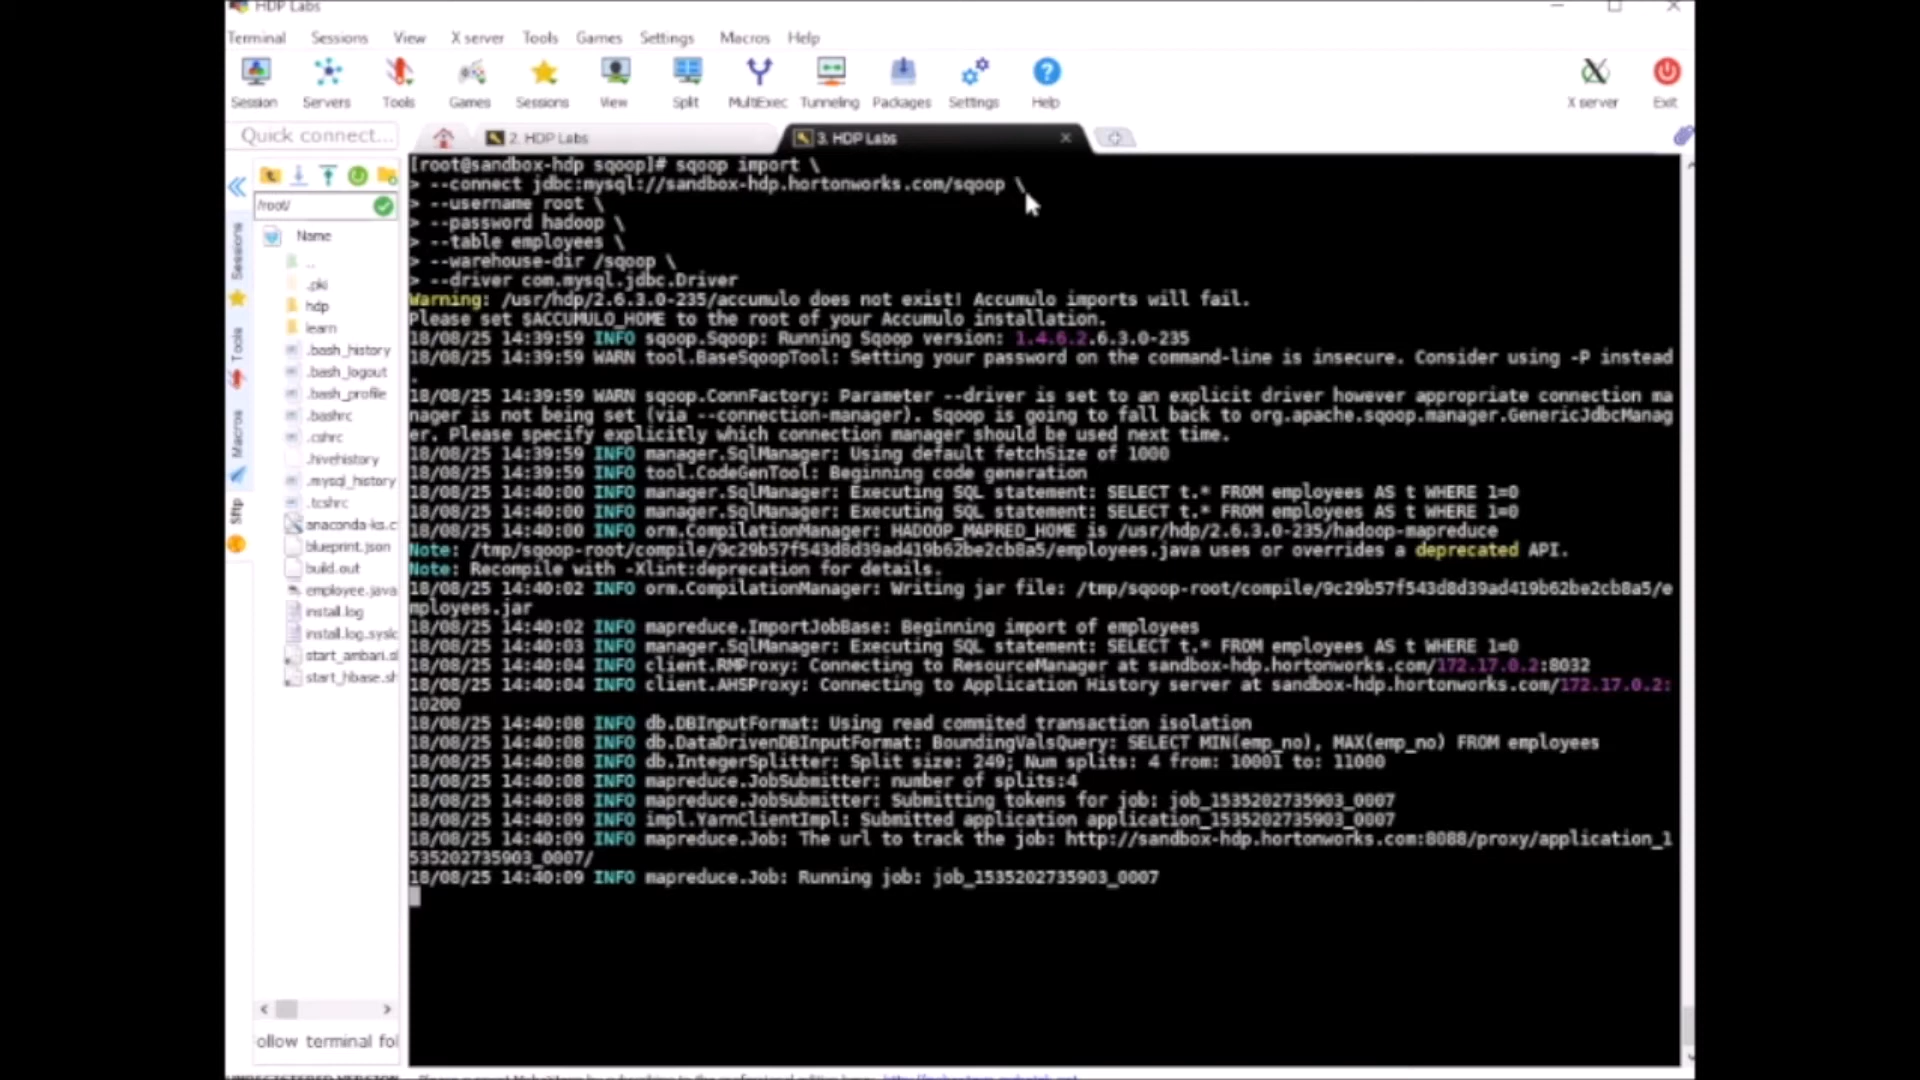 HDP Labs
Terminal Sessions View X server Tools Games Settings Macros Help
Session Servers Tools Games Sessions View Split MultiExec Tunneling Packages Settings Help X server Exit
Quick connect... 2. HDP Labs 3. HDP Labs
/root/
Name
..
.pki
hdp
learn
.bash_history
.bash_logout
.bash_profile
.bashrc
.cshrc
.hivehistory
.mysql_history
.tcshrc
anaconda-ks.c
blueprint.json
build.out
employee.java
install.log
install.log.syslo
start_ambari.sl
start_hbase.sh
ollow terminal fol
Sessions
Tools
Macros
Sftp
[root@sandbox-hdp sqoop]# sqoop import \
> --connect jdbc:mysql://sandbox-hdp.hortonworks.com/sqoop \
> --username root \
> --password hadoop \
> --table employees \
> --warehouse-dir /sqoop \
> --driver com.mysql.jdbc.Driver
Warning: /usr/hdp/2.6.3.0-235/accumulo does not exist! Accumulo imports will fail.
Please set $ACCUMULO_HOME to the root of your Accumulo installation.
18/08/25 14:39:59 INFO sqoop.Sqoop: Running Sqoop version: 1.4.6.2.6.3.0-235
18/08/25 14:39:59 WARN tool.BaseSqoopTool: Setting your password on the command-line is insecure. Consider using -P instead
.
18/08/25 14:39:59 WARN sqoop.ConnFactory: Parameter --driver is set to an explicit driver however appropriate connection ma
nager is not being set (via --connection-manager). Sqoop is going to fall back to org.apache.sqoop.manager.GenericJdbcManag
er. Please specify explicitly which connection manager should be used next time.
18/08/25 14:39:59 INFO manager.SqlManager: Using default fetchSize of 1000
18/08/25 14:39:59 INFO tool.CodeGenTool: Beginning code generation
18/08/25 14:40:00 INFO manager.SqlManager: Executing SQL statement: SELECT t.* FROM employees AS t WHERE 1=0
18/08/25 14:40:00 INFO manager.SqlManager: Executing SQL statement: SELECT t.* FROM employees AS t WHERE 1=0
18/08/25 14:40:00 INFO orm.CompilationManager: HADOOP_MAPRED_HOME is /usr/hdp/2.6.3.0-235/hadoop-mapreduce
Note: /tmp/sqoop-root/compile/9c29b57f543d8d39ad419b62be2cb8a5/employees.java uses or overrides a deprecated API.
Note: Recompile with -Xlint:deprecation for details.
18/08/25 14:40:02 INFO orm.CompilationManager: Writing jar file: /tmp/sqoop-root/compile/9c29b57f543d8d39ad419b62be2cb8a5/e
mployees.jar
18/08/25 14:40:02 INFO mapreduce.ImportJobBase: Beginning import of employees
18/08/25 14:40:03 INFO manager.SqlManager: Executing SQL statement: SELECT t.* FROM employees AS t WHERE 1=0
18/08/25 14:40:04 INFO client.RMProxy: Connecting to ResourceManager at sandbox-hdp.hortonworks.com/172.17.0.2:8032
18/08/25 14:40:04 INFO client.AHSProxy: Connecting to Application History server at sandbox-hdp.hortonworks.com/172.17.0.2:
10200
18/08/25 14:40:08 INFO db.DBInputFormat: Using read commited transaction isolation
18/08/25 14:40:08 INFO db.DataDrivenDBInputFormat: BoundingValsQuery: SELECT MIN(emp_no), MAX(emp_no) FROM employees
18/08/25 14:40:08 INFO db.IntegerSplitter: Split size: 249; Num splits: 4 from: 10001 to: 11000
18/08/25 14:40:08 INFO mapreduce.JobSubmitter: number of splits:4
18/08/25 14:40:08 INFO mapreduce.JobSubmitter: Submitting tokens for job: job_1535202735903_0007
18/08/25 14:40:09 INFO impl.YarnClientImpl: Submitted application application_1535202735903_0007
18/08/25 14:40:09 INFO mapreduce.Job: The url to track the job: http://sandbox-hdp.hortonworks.com:8088/proxy/application_1
535202735903_0007/
18/08/25 14:40:09 INFO mapreduce.Job: Running job: job_1535202735903_0007